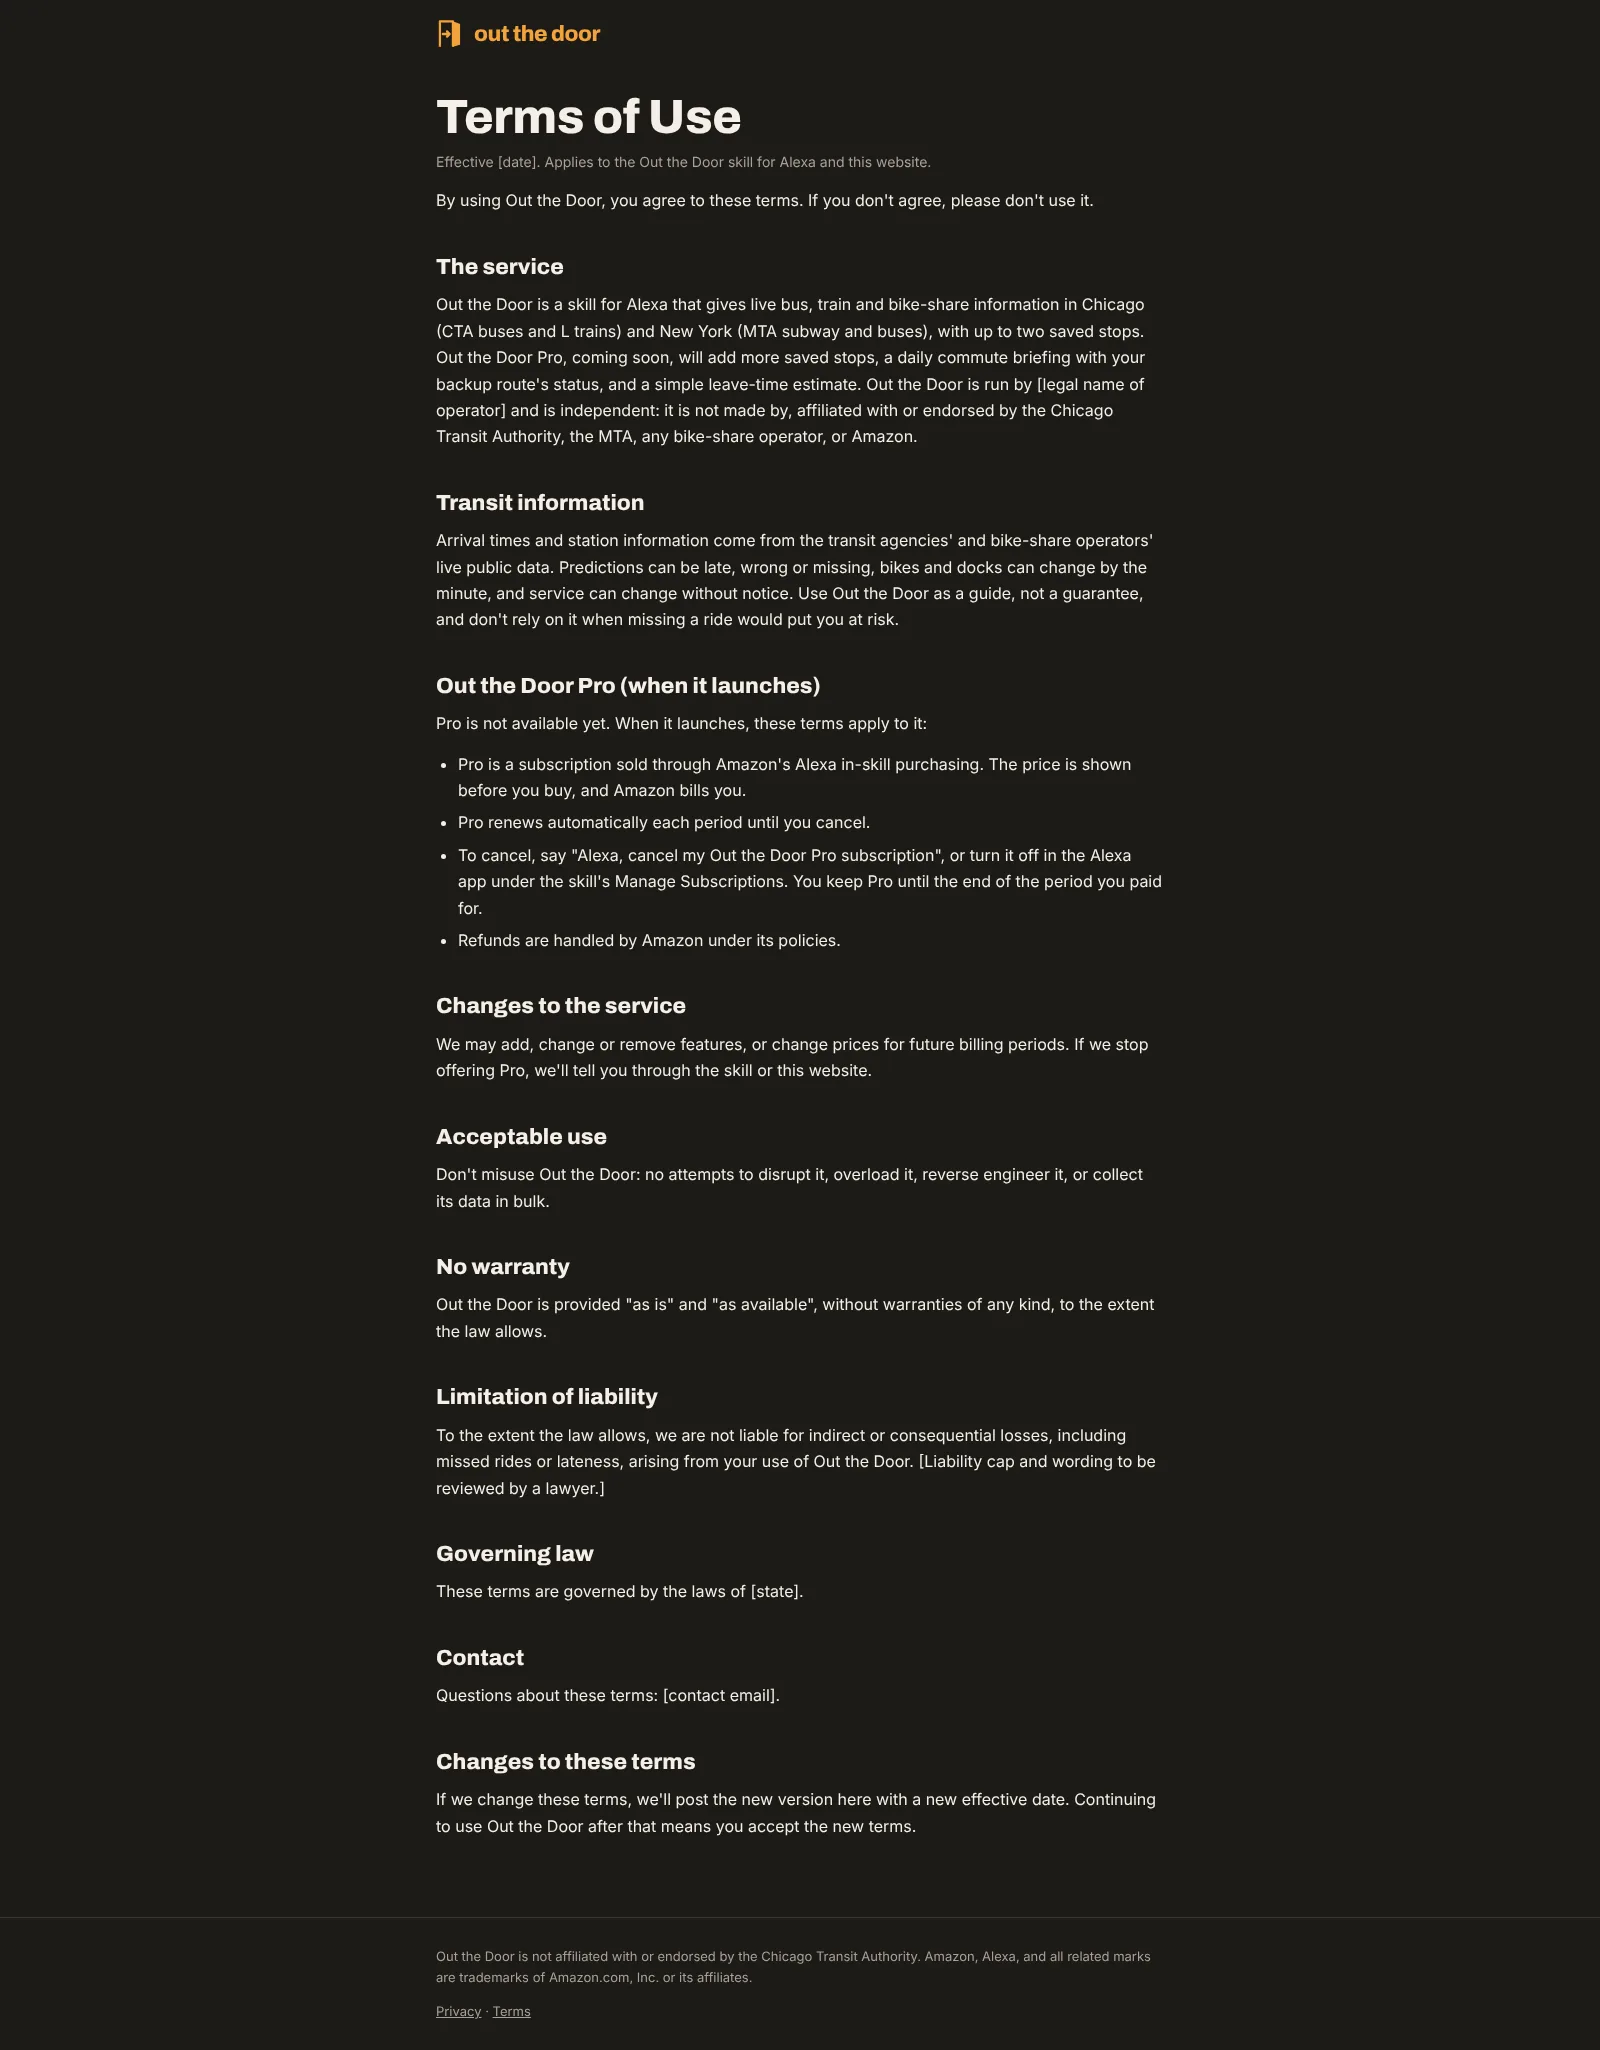 out the door
Terms of Use
Effective [date]. Applies to the Out the Door skill for Alexa and this website.
By using Out the Door, you agree to these terms. If you don't agree, please don't use it.
The service
Out the Door is a skill for Alexa that gives live bus, train and bike-share information in Chicago
(CTA buses and L trains) and New York (MTA subway and buses), with up to two saved stops.
Out the Door Pro, coming soon, will add more saved stops, a daily commute briefing with your
backup route's status, and a simple leave-time estimate. Out the Door is run by [legal name of
operator] and is independent: it is not made by, affiliated with or endorsed by the Chicago
Transit Authority, the MTA, any bike-share operator, or Amazon.
Transit information
Arrival times and station information come from the transit agencies' and bike-share operators'
live public data. Predictions can be late, wrong or missing, bikes and docks can change by the
minute, and service can change without notice. Use Out the Door as a guide, not a guarantee,
and don't rely on it when missing a ride would put you at risk.
Out the Door Pro (when it launches)
Pro is not available yet. When it launches, these terms apply to it:
• Pro is a subscription sold through Amazon's Alexa in-skill purchasing. The price is shown
before you buy, and Amazon bills you.
• Pro renews automatically each period until you cancel.
• To cancel, say "Alexa, cancel my Out the Door Pro subscription", or turn it off in the Alexa
app under the skill's Manage Subscriptions. You keep Pro until the end of the period you paid
for.
• Refunds are handled by Amazon under its policies.
Changes to the service
We may add, change or remove features, or change prices for future billing periods. If we stop
offering Pro, we'll tell you through the skill or this website.
Acceptable use
Don't misuse Out the Door: no attempts to disrupt it, overload it, reverse engineer it, or collect
its data in bulk.
No warranty
Out the Door is provided "as is" and "as available", without warranties of any kind, to the extent
the law allows.
Limitation of liability
To the extent the law allows, we are not liable for indirect or consequential losses, including
missed rides or lateness, arising from your use of Out the Door. [Liability cap and wording to be
reviewed by a lawyer.]
Governing law
These terms are governed by the laws of [state].
Contact
Questions about these terms: [contact email].
Changes to these terms
If we change these terms, we'll post the new version here with a new effective date. Continuing
to use Out the Door after that means you accept the new terms.
Out the Door is not affiliated with or endorsed by the Chicago Transit Authority. Amazon, Alexa, and all related marks
are trademarks of Amazon.com, Inc. or its affiliates.
Privacy · Terms